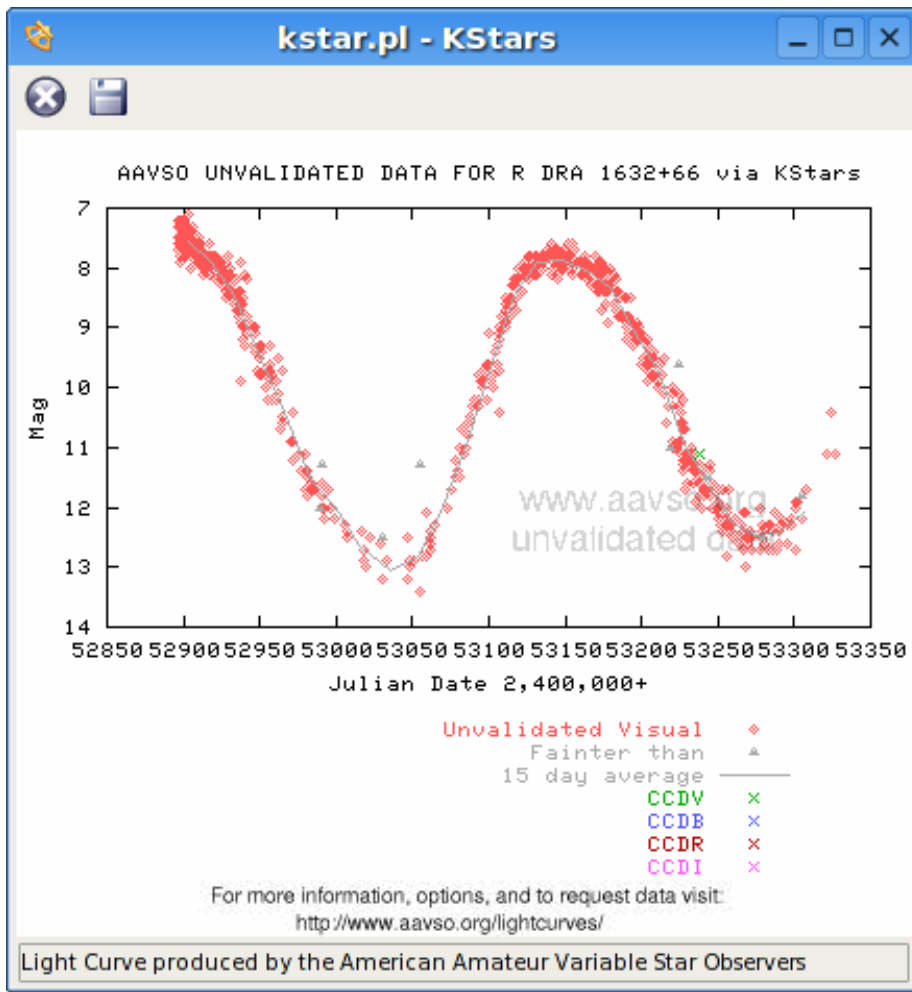 kstar.pl - KStars
AAVSO UNVALIDATED DATA FOR R DRA 1632+66 via KStars
7
8
9
10
11
12
13
14
Mag
www.aavso.org
unvalidated data
52850 52900 52950 53000 53050 53100 53150 53200 53250 53300 53350
Julian Date 2,400,000+
Unvalidated Visual
Fainter than
15 day average
CCDV
CCDB
CCDR
CCDI
For more information, options, and to request data visit:
http://www.aavso.org/lightcurves/
Light Curve produced by the American Amateur Variable Star Observers